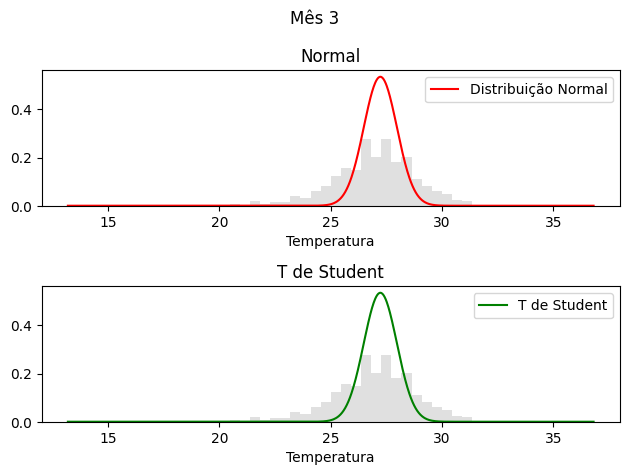 Mês 3
Normal
Distribuição Normal
0.4
0.2
0.0
15 20 25 30 35
Temperatura
T de Student
T de Student
0.4
0.2
0.0
15 20 25 30 35
Temperatura